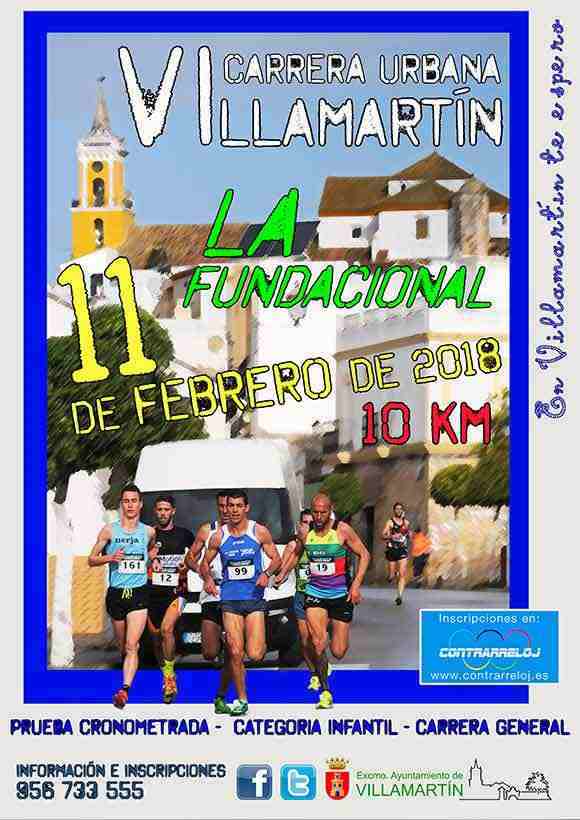 VI CARRERA URBANA
VILLAMARTÍN
LA
FUNDACIONAL
11
DE FEBRERO DE 2018
10 KM
En Villamartín te espero
nerja
161
12
99
19
Inscripciones en:
CONTRARRELOJ
www.contrarreloj.es
PRUEBA CRONOMETRADA - CATEGORIA INFANTIL - CARRERA GENERAL
INFORMACIÓN E INSCRIPCIONES
956 733 555
Excmo. Ayuntamiento de
VILLAMARTÍN